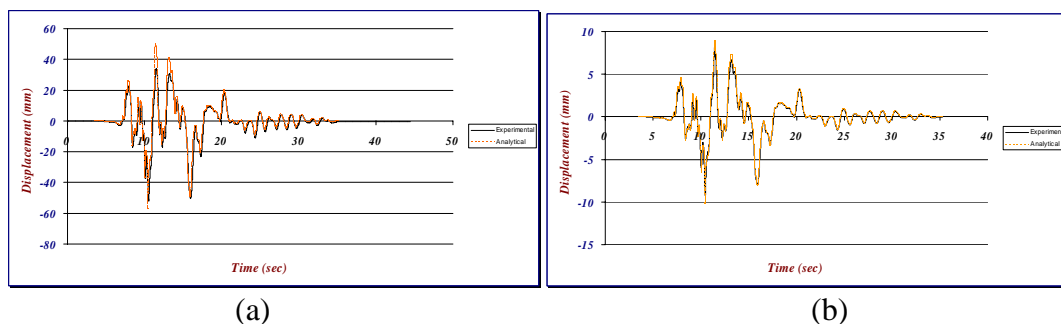 60
40
20
0
-20
-40
-60
-80
0 10 20 30 40 50
Displacement (mm)
Time (sec)
Experimental
Analytical
(a)
10
5
0
-5
-10
-15
0 5 10 15 20 25 30 35 40
Displacement (mm)
Time (sec)
Experimental
Analytical
(b)